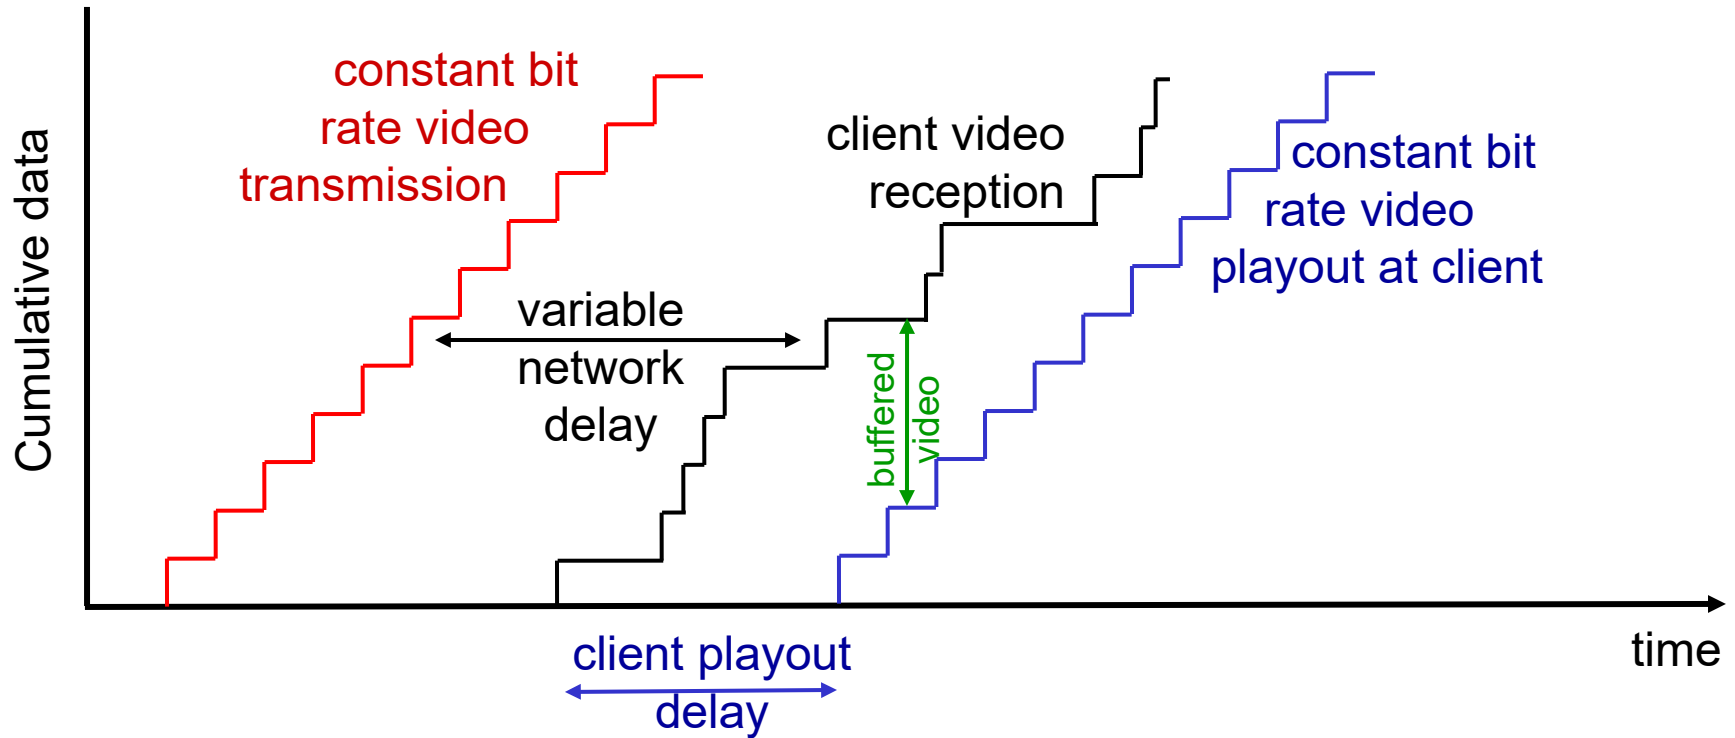 Cumulative data
constant bit
rate video
transmission
variable
network
delay
client video
reception
buffered
video
constant bit
rate video
playout at client
client playout
delay
time